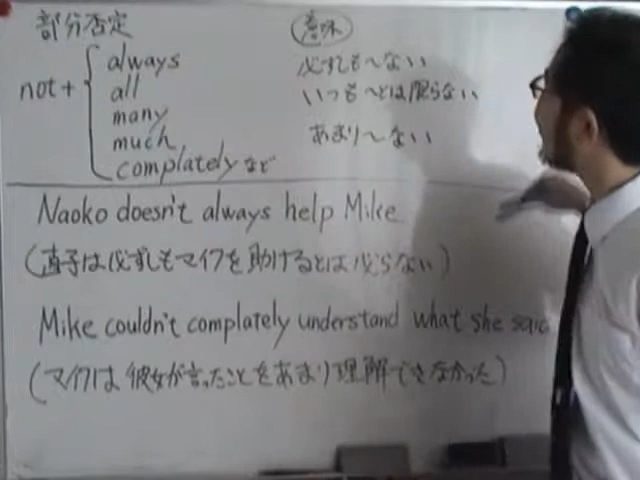 部分否定
意味
not +
always
all
many
much
complately など
必ずしも〜ない
いつも〜とは限らない
あまり〜ない
Naoko doesn't always help Mike
(直子は必ずしもマイクを助けるとは必らない)
Mike couldn't complately understand what she said
(マイクは彼女が言ったことをあまり理解できなかった)